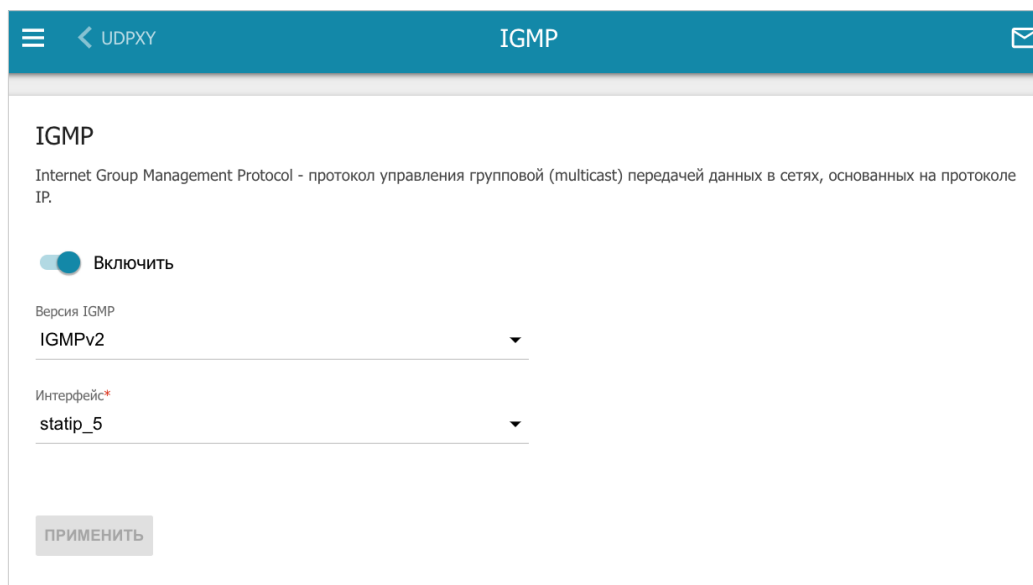 UDPXY
IGMP
IGMP
Internet Group Management Protocol - протокол управления групповой (multicast) передачей данных в сетях, основанных на протоколе
IP.
Включить
Версия IGMP
IGMPv2
Интерфейс*
statip_5
ПРИМЕНИТЬ